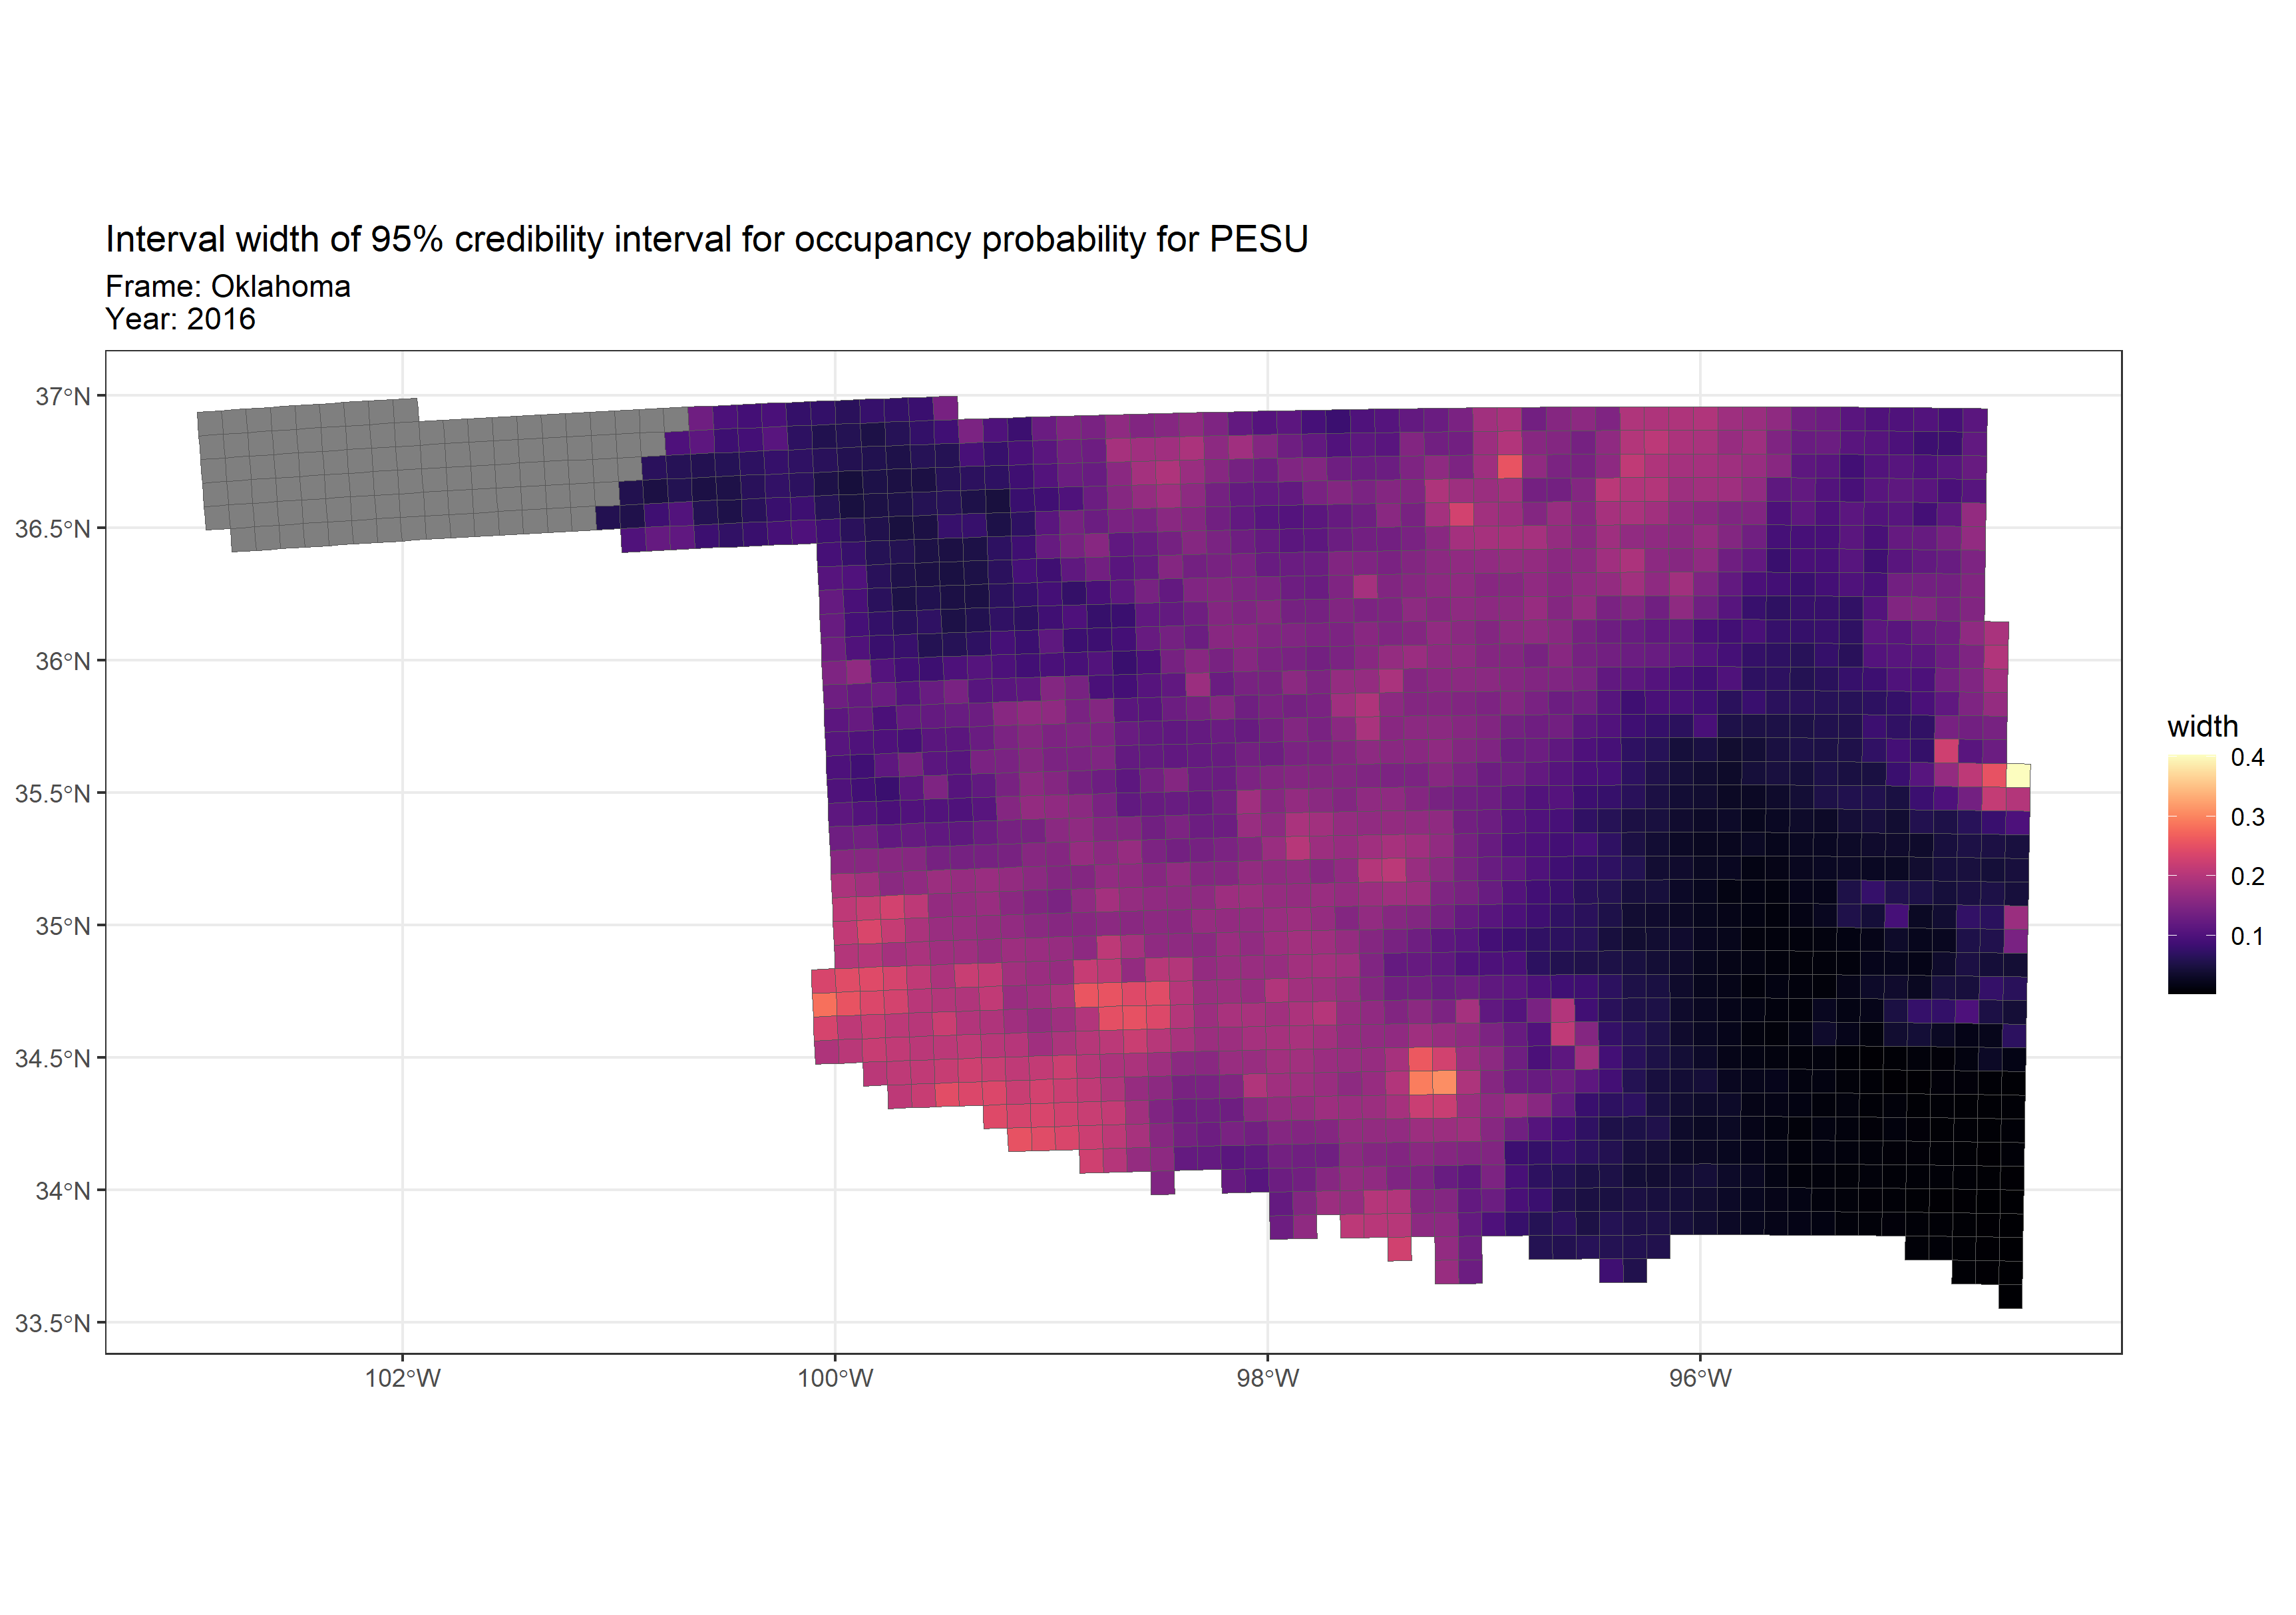 Interval width of 95% credibility interval for occupancy probability for PESU
Frame: Oklahoma
Year: 2016
37°N
36.5°N
36°N
35.5°N
35°N
34.5°N
34°N
33.5°N
102°W
100°W
98°W
96°W
width
0.4
0.3
0.2
0.1